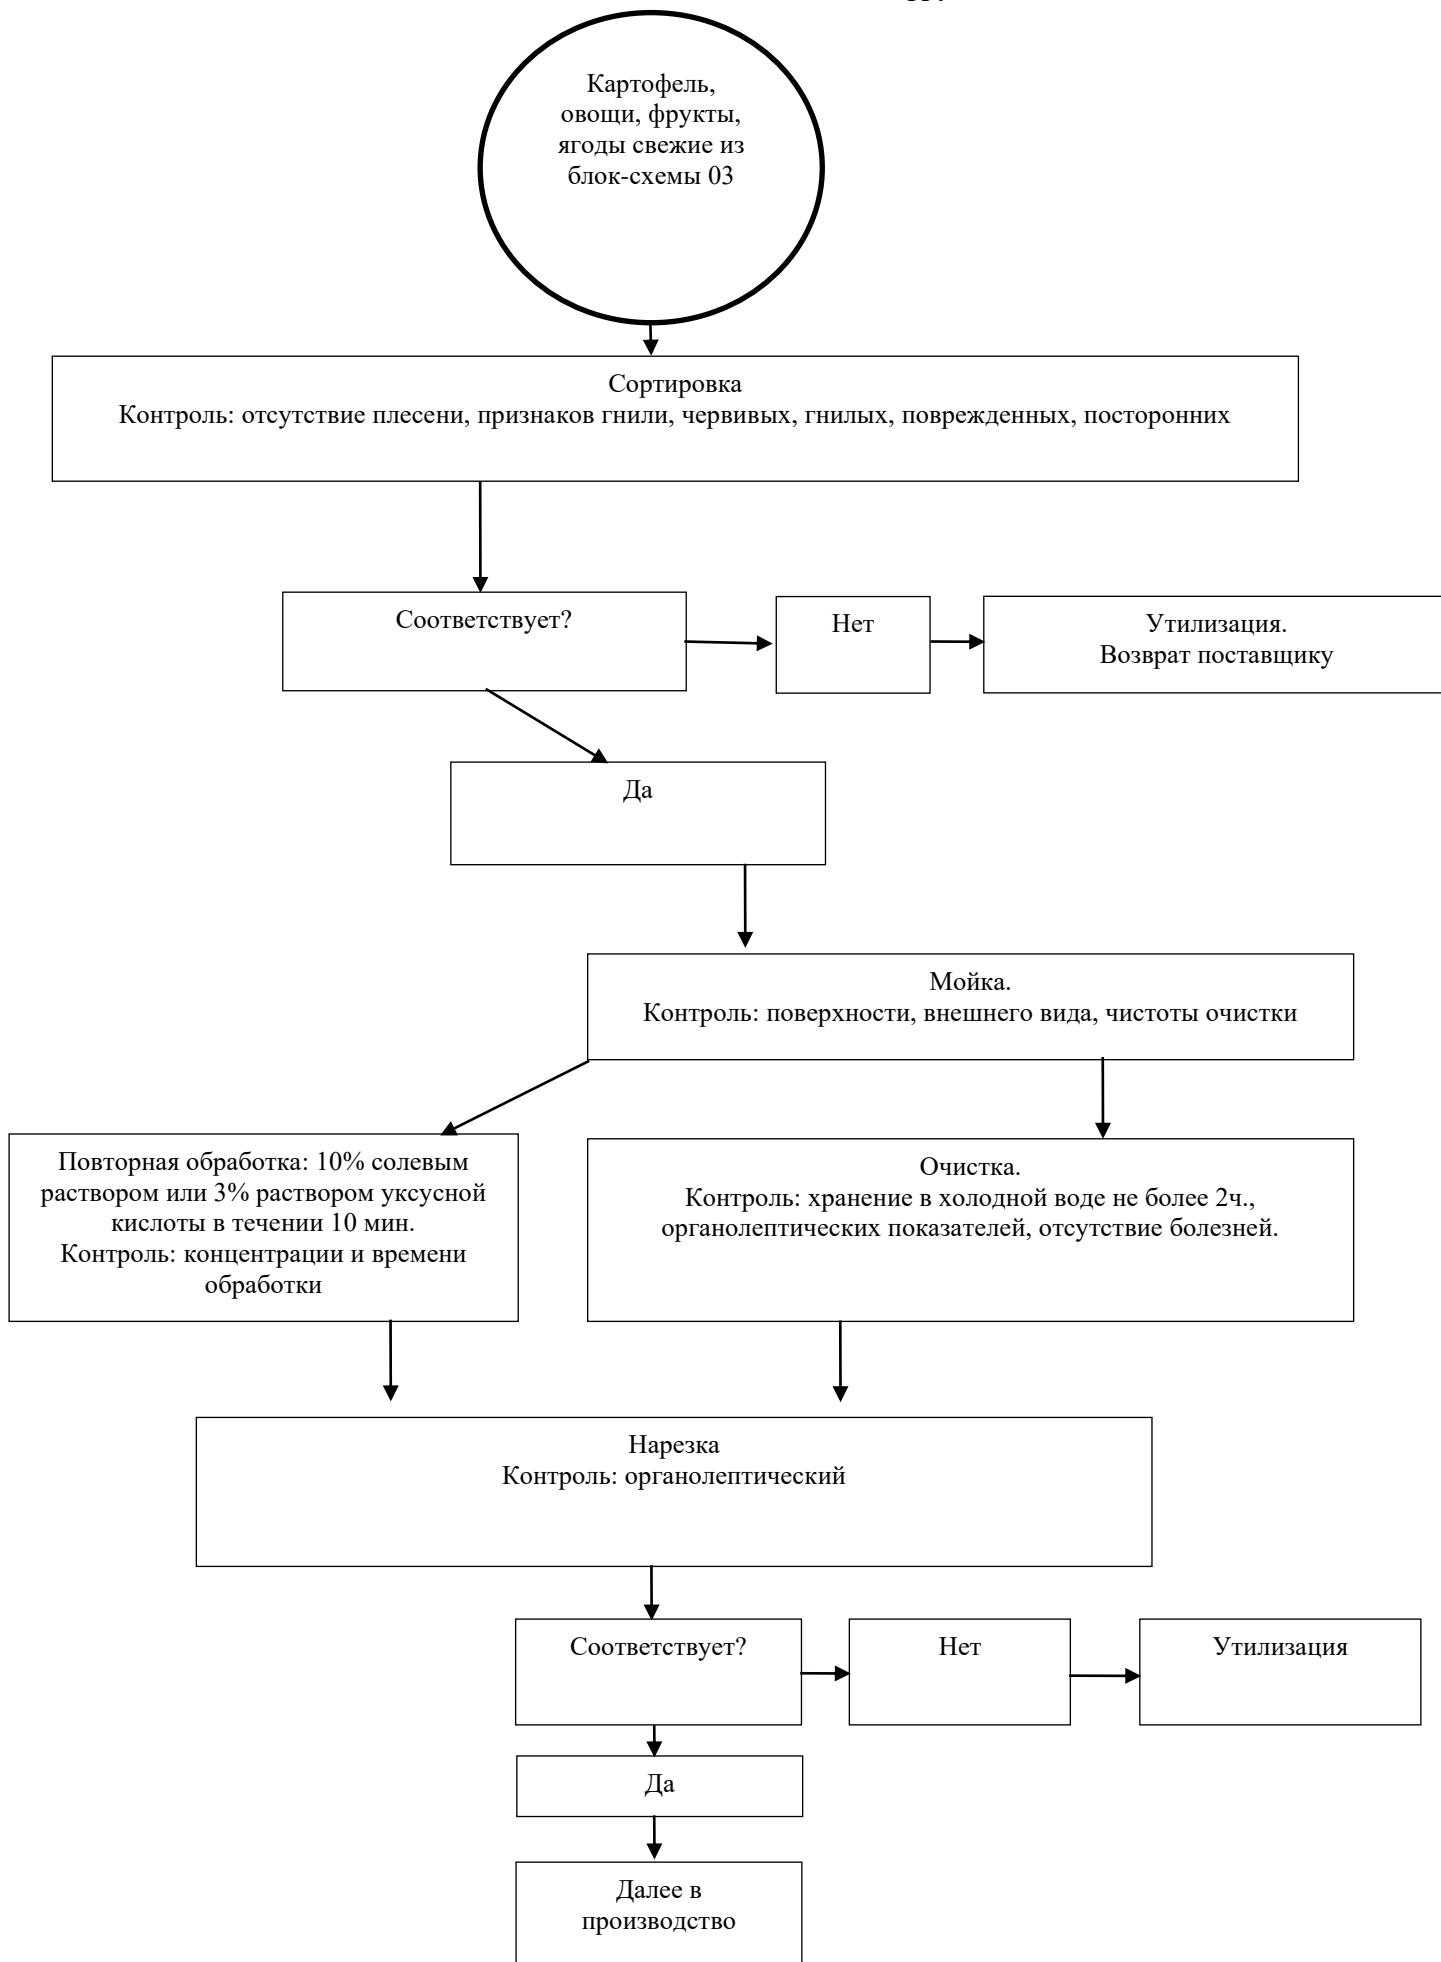 Картофель,
овощи, фрукты,
ягоды свежие из
блок-схемы 03
Сортировка
Контроль: отсутствие плесени, признаков гнили, червивых, гнилых, поврежденных, посторонних
Соответствует?
Нет
Утилизация.
Возврат поставщику
Да
Мойка.
Контроль: поверхности, внешнего вида, чистоты очистки
Повторная обработка: 10% солевым
раствором или 3% раствором уксусной
кислоты в течении 10 мин.
Контроль: концентрации и времени
обработки
Очистка.
Контроль: хранение в холодной воде не более 2ч.,
органолептических показателей, отсутствие болезней.
Нарезка
Контроль: органолептический
Соответствует?
Нет
Утилизация
Да
Далее в
производство